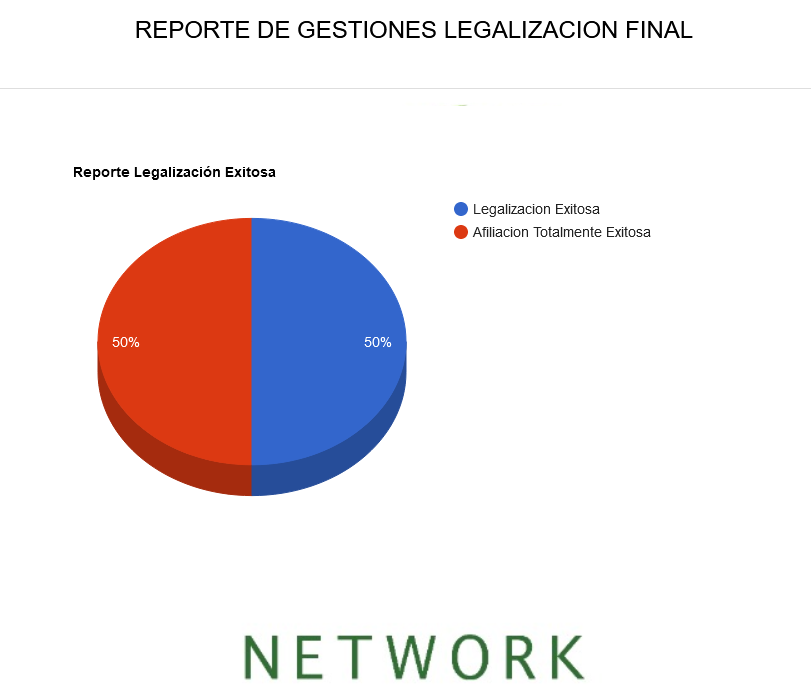 REPORTE DE GESTIONES LEGALIZACION FINAL
Reporte Legalización Exitosa
Legalizacion Exitosa
Afiliacion Totalmente Exitosa
50%
50%
NETWORK